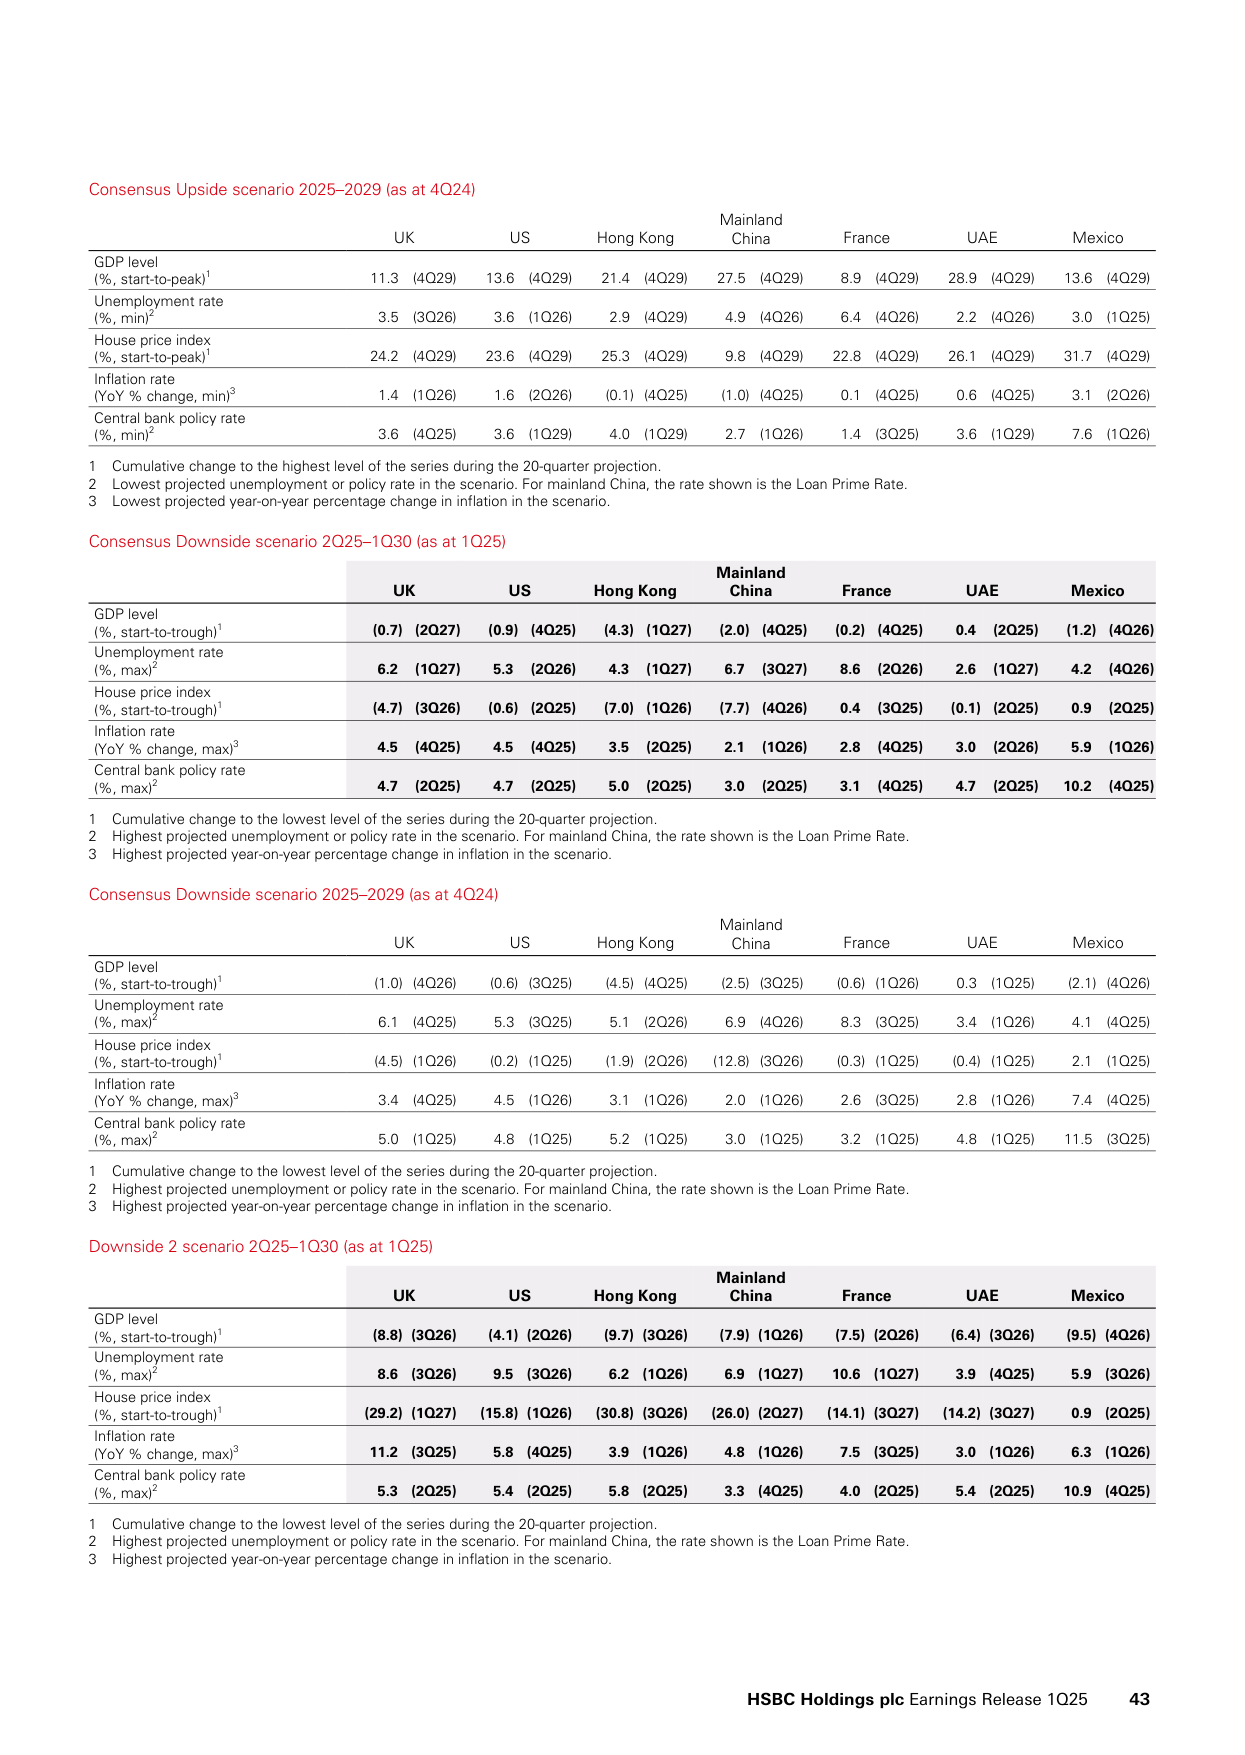 Consensus Upside scenario 2025–2029 (as at 4Q24)
Mainland
UK US Hong Kong China France UAE Mexico
GDP level
(%, start-to-peak)1 11.3 (4Q29) 13.6 (4Q29) 21.4 (4Q29) 27.5 (4Q29) 8.9 (4Q29) 28.9 (4Q29) 13.6 (4Q29)
Unemployment rate
(%, min)2 3.5 (3Q26) 3.6 (1Q26) 2.9 (4Q29) 4.9 (4Q26) 6.4 (4Q26) 2.2 (4Q26) 3.0 (1Q25)
House price index
(%, start-to-peak)1 24.2 (4Q29) 23.6 (4Q29) 25.3 (4Q29) 9.8 (4Q29) 22.8 (4Q29) 26.1 (4Q29) 31.7 (4Q29)
Inflation rate
(YoY % change, min)3 1.4 (1Q26) 1.6 (2Q26) (0.1) (4Q25) (1.0) (4Q25) 0.1 (4Q25) 0.6 (4Q25) 3.1 (2Q26)
Central bank policy rate
(%, min)2 3.6 (4Q25) 3.6 (1Q29) 4.0 (1Q29) 2.7 (1Q26) 1.4 (3Q25) 3.6 (1Q29) 7.6 (1Q26)
1 Cumulative change to the highest level of the series during the 20-quarter projection.
2 Lowest projected unemployment or policy rate in the scenario. For mainland China, the rate shown is the Loan Prime Rate.
3 Lowest projected year-on-year percentage change in inflation in the scenario.
Consensus Downside scenario 2Q25–1Q30 (as at 1Q25)
Mainland
UK US Hong Kong China France UAE Mexico
GDP level
(%, start-to-trough)1 (0.7) (2Q27) (0.9) (4Q25) (4.3) (1Q27) (2.0) (4Q25) (0.2) (4Q25) 0.4 (2Q25) (1.2) (4Q26)
Unemployment rate
(%, max)2 6.2 (1Q27) 5.3 (2Q26) 4.3 (1Q27) 6.7 (3Q27) 8.6 (2Q26) 2.6 (1Q27) 4.2 (4Q26)
House price index
(%, start-to-trough)1 (4.7) (3Q26) (0.6) (2Q25) (7.0) (1Q26) (7.7) (4Q26) 0.4 (3Q25) (0.1) (2Q25) 0.9 (2Q25)
Inflation rate
(YoY % change, max)3 4.5 (4Q25) 4.5 (4Q25) 3.5 (2Q25) 2.1 (1Q26) 2.8 (4Q25) 3.0 (2Q26) 5.9 (1Q26)
Central bank policy rate
(%, max)2 4.7 (2Q25) 4.7 (2Q25) 5.0 (2Q25) 3.0 (2Q25) 3.1 (4Q25) 4.7 (2Q25) 10.2 (4Q25)
1 Cumulative change to the lowest level of the series during the 20-quarter projection.
2 Highest projected unemployment or policy rate in the scenario. For mainland China, the rate shown is the Loan Prime Rate.
3 Highest projected year-on-year percentage change in inflation in the scenario.
Consensus Downside scenario 2025–2029 (as at 4Q24)
Mainland
UK US Hong Kong China France UAE Mexico
GDP level
(%, start-to-trough)1 (1.0) (4Q26) (0.6) (3Q25) (4.5) (4Q25) (2.5) (3Q25) (0.6) (1Q26) 0.3 (1Q25) (2.1) (4Q26)
Unemployment rate
(%, max)2 6.1 (4Q25) 5.3 (3Q25) 5.1 (2Q26) 6.9 (4Q26) 8.3 (3Q25) 3.4 (1Q26) 4.1 (4Q25)
House price index
(%, start-to-trough)1 (4.5) (1Q26) (0.2) (1Q25) (1.9) (2Q26) (12.8) (3Q26) (0.3) (1Q25) (0.4) (1Q25) 2.1 (1Q25)
Inflation rate
(YoY % change, max)3 3.4 (4Q25) 4.5 (1Q26) 3.1 (1Q26) 2.0 (1Q26) 2.6 (3Q25) 2.8 (1Q26) 7.4 (4Q25)
Central bank policy rate
(%, max)2 5.0 (1Q25) 4.8 (1Q25) 5.2 (1Q25) 3.0 (1Q25) 3.2 (1Q25) 4.8 (1Q25) 11.5 (3Q25)
1 Cumulative change to the lowest level of the series during the 20-quarter projection.
2 Highest projected unemployment or policy rate in the scenario. For mainland China, the rate shown is the Loan Prime Rate.
3 Highest projected year-on-year percentage change in inflation in the scenario.
Downside 2 scenario 2Q25–1Q30 (as at 1Q25)
Mainland
UK US Hong Kong China France UAE Mexico
GDP level
(%, start-to-trough)1 (8.8) (3Q26) (4.1) (2Q26) (9.7) (3Q26) (7.9) (1Q26) (7.5) (2Q26) (6.4) (3Q26) (9.5) (4Q26)
Unemployment rate
(%, max)2 8.6 (3Q26) 9.5 (3Q26) 6.2 (1Q26) 6.9 (1Q27) 10.6 (1Q27) 3.9 (4Q25) 5.9 (3Q26)
House price index
(%, start-to-trough)1 (29.2) (1Q27) (15.8) (1Q26) (30.8) (3Q26) (26.0) (2Q27) (14.1) (3Q27) (14.2) (3Q27) 0.9 (2Q25)
Inflation rate
(YoY % change, max)3 11.2 (3Q25) 5.8 (4Q25) 3.9 (1Q26) 4.8 (1Q26) 7.5 (3Q25) 3.0 (1Q26) 6.3 (1Q26)
Central bank policy rate
(%, max)2 5.3 (2Q25) 5.4 (2Q25) 5.8 (2Q25) 3.3 (4Q25) 4.0 (2Q25) 5.4 (2Q25) 10.9 (4Q25)
1 Cumulative change to the lowest level of the series during the 20-quarter projection.
2 Highest projected unemployment or policy rate in the scenario. For mainland China, the rate shown is the Loan Prime Rate.
3 Highest projected year-on-year percentage change in inflation in the scenario.
HSBC Holdings plc Earnings Release 1Q25 43